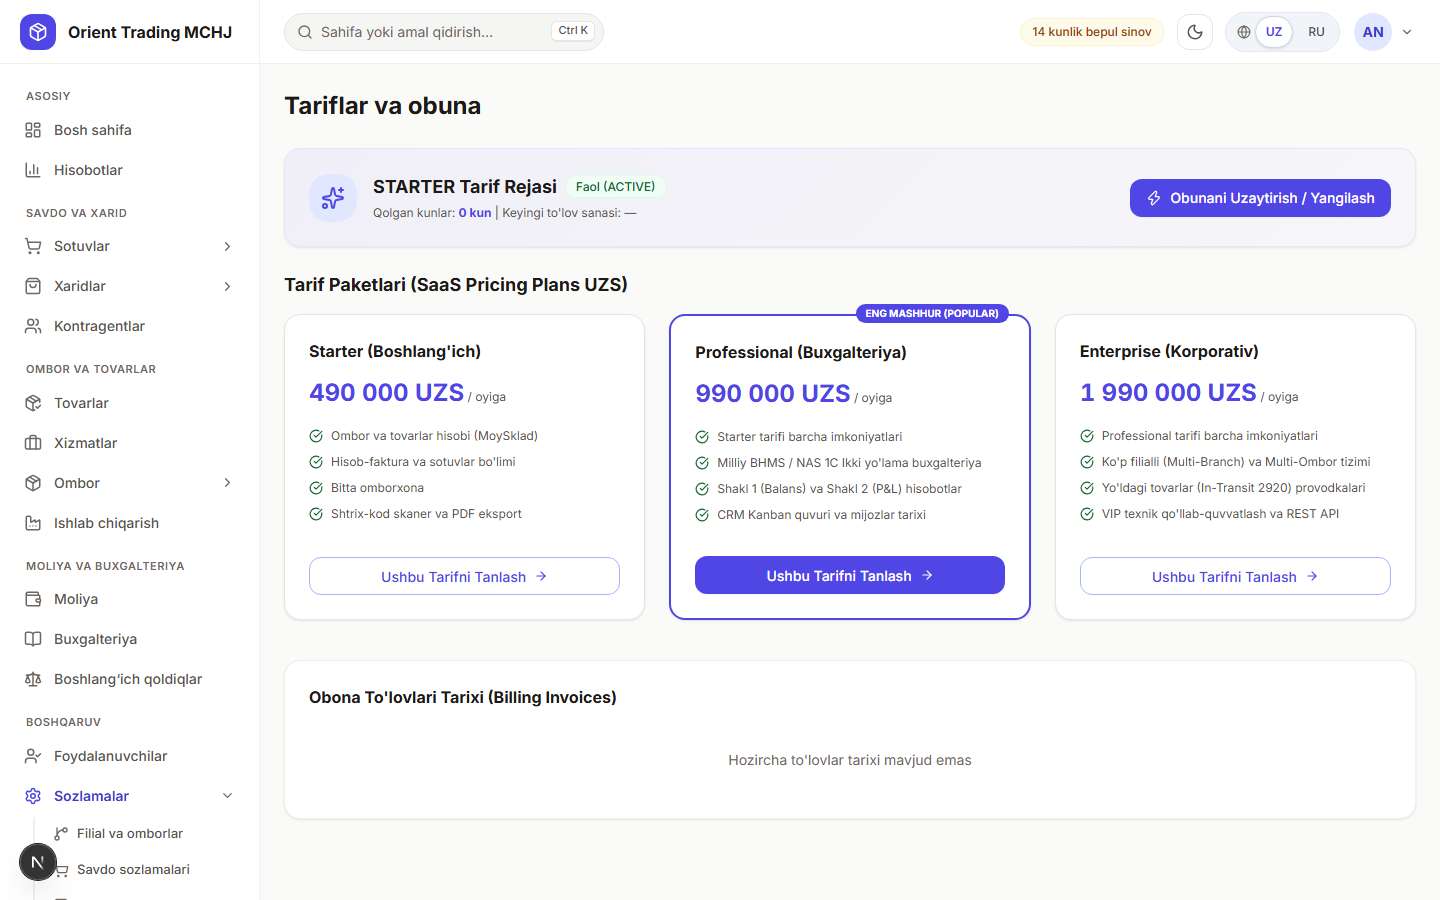 Orient Trading MCHJ
Sahifa yoki amal qidirish...
Ctrl K
14 kunlik bepul sinov
UZ
RU
AN
ASOSIY
Bosh sahifa
Hisobotlar
SAVDO VA XARID
Sotuvlar
Xaridlar
Kontragentlar
OMBOR VA TOVARLAR
Tovarlar
Xizmatlar
Ombor
Ishlab chiqarish
MOLIYA VA BUXGALTERIYA
Moliya
Buxgalteriya
Boshlang‘ich qoldiqlar
BOSHQARUV
Foydalanuvchilar
Sozlamalar
Filial va omborlar
Savdo sozlamalari
N
Tariflar va obuna
STARTER Tarif Rejasi
Faol (ACTIVE)
Qolgan kunlar: 0 kun | Keyingi to'lov sanasi: —
Obunani Uzaytirish / Yangilash
Tarif Paketlari (SaaS Pricing Plans UZS)
Starter (Boshlang'ich)
490 000 UZS / oyiga
Ombor va tovarlar hisobi (MoySklad)
Hisob-faktura va sotuvlar bo'limi
Bitta omborxona
Shtrix-kod skaner va PDF eksport
Ushbu Tarifni Tanlash
ENG MASHHUR (POPULAR)
Professional (Buxgalteriya)
990 000 UZS / oyiga
Starter tarifi barcha imkoniyatlari
Milliy BHMS / NAS 1C Ikki yo'lama buxgalteriya
Shakl 1 (Balans) va Shakl 2 (P&L) hisobotlar
CRM Kanban quvuri va mijozlar tarixi
Ushbu Tarifni Tanlash
Enterprise (Korporativ)
1 990 000 UZS / oyiga
Professional tarifi barcha imkoniyatlari
Ko'p filialli (Multi-Branch) va Multi-Ombor tizimi
Yo'ldagi tovarlar (In-Transit 2920) provodkalari
VIP texnik qo'llab-quvvatlash va REST API
Ushbu Tarifni Tanlash
Obona To'lovlari Tarixi (Billing Invoices)
Hozircha to'lovlar tarixi mavjud emas